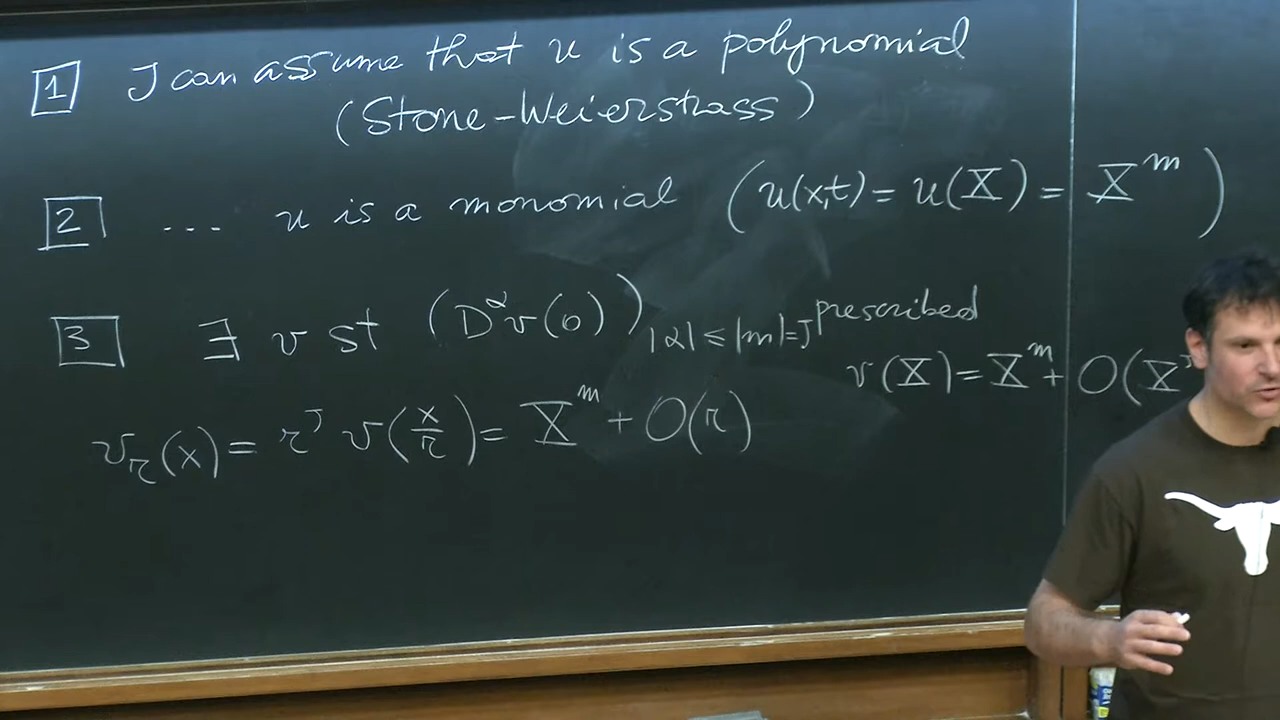 1 I can assume that u is a polynomial
(Stone-Weierstrass)
2 ... u is a monomial (u(x,t) = u(X) = X^m)
3 ∃ v st (D^α v(0))_{|α| ≤ |m| = J} prescribed
v(X) = X^m + O(X^J
v_r(x) = r^J v(x/r) = X^m + O(r)